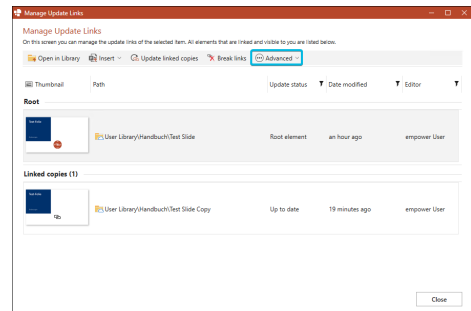 Manage Update Links
Manage Update Links
On this screen you can manage the update links of the selected item. All elements that are linked and visible to you are listed below.
Open in Library Insert Update linked copies Break links Advanced
Thumbnail Path Update status Date modified Editor
Root
User Library\Handbuch\Test Slide Root element an hour ago empower User
Linked copies (1)
User Library\Handbuch\Test Slide Copy Up to date 19 minutes ago empower User
Close